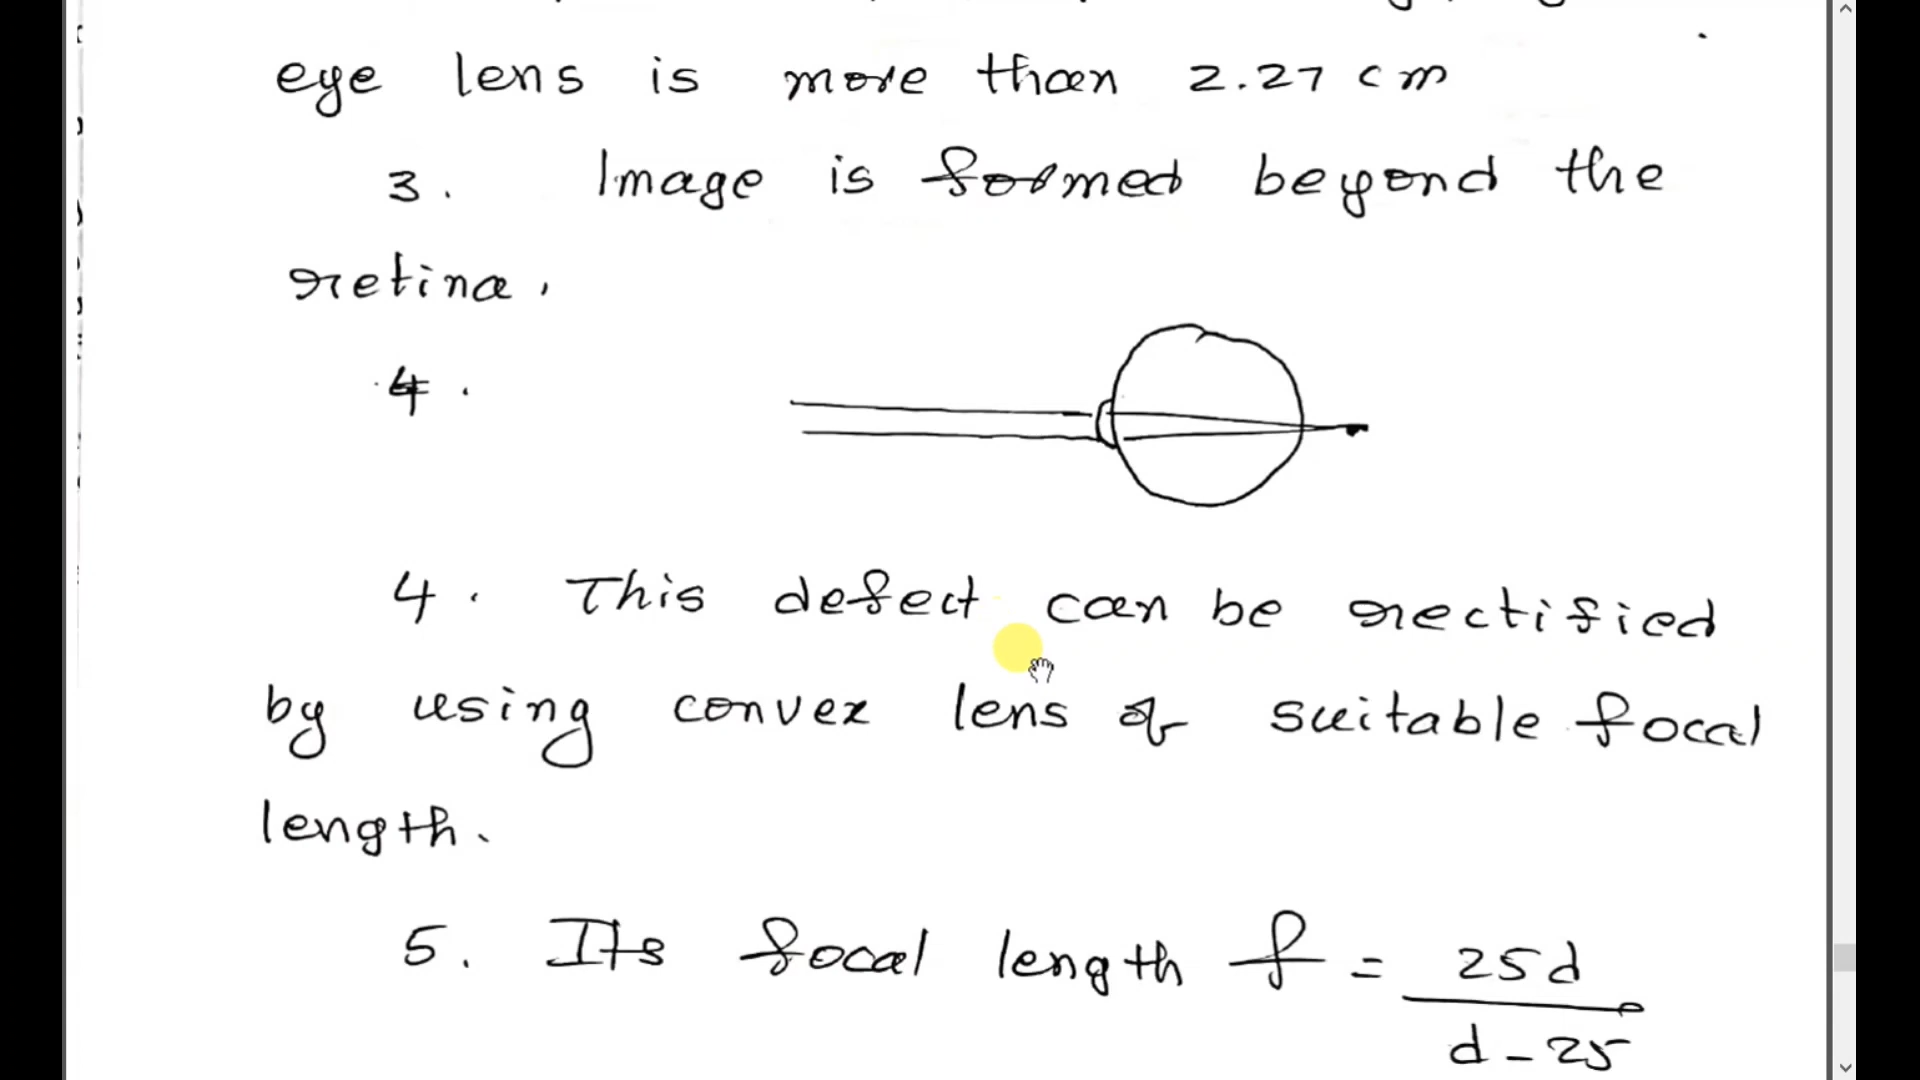 eye lens is more than 2.27 cm
3. Image is formed beyond the
retina.
4.
4. This defect can be rectified
by using convex lens of suitable focal
length.
5. Its focal length f = 25d
d - 25